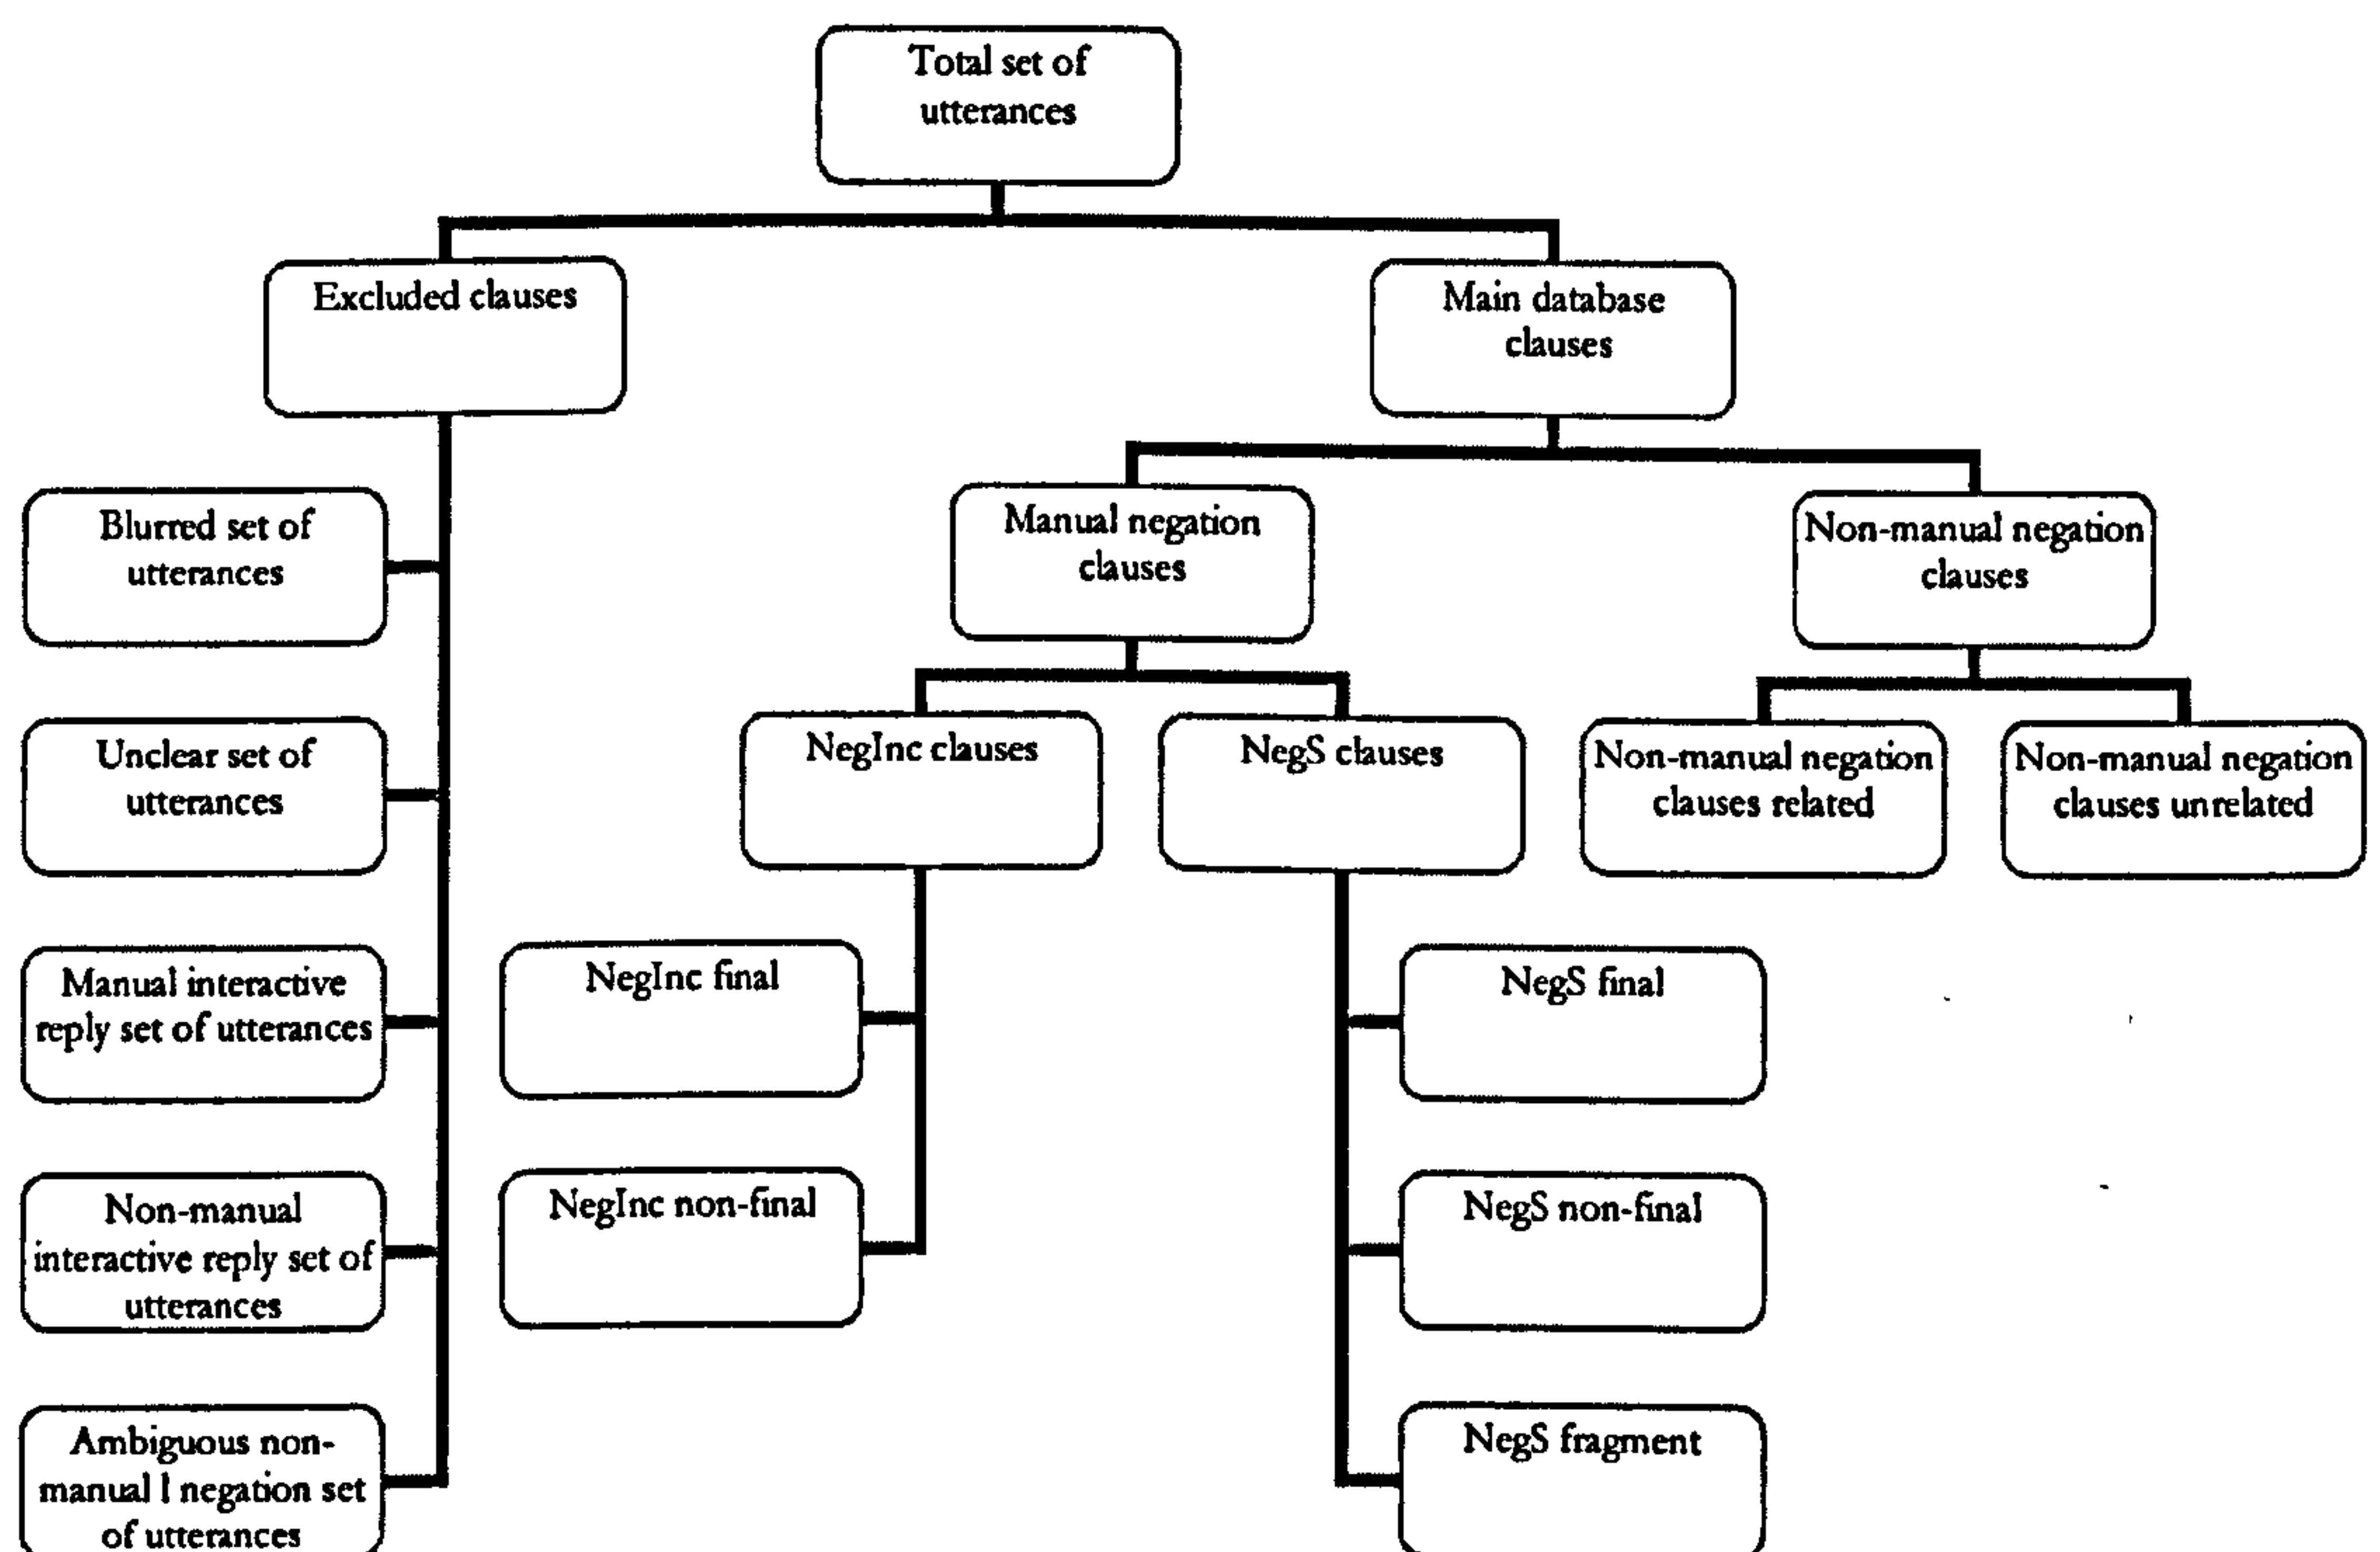 Total set of
utterances
Excluded clauses
Main database
clauses
Blurred set of
utterances
Manual negation
clauses
Non-manual negation
clauses
Unclear set of
utterances
NegInc clauses
NegS clauses
Non-manual negation
clauses related
Non-manual negation
clauses unrelated
Manual interactive
reply set of utterances
NegInc final
NegS final
Non-manual
interactive reply set of
utterances
NegInc non-final
NegS non-final
Ambiguous non-
manual l negation set
of utterances
NegS fragment